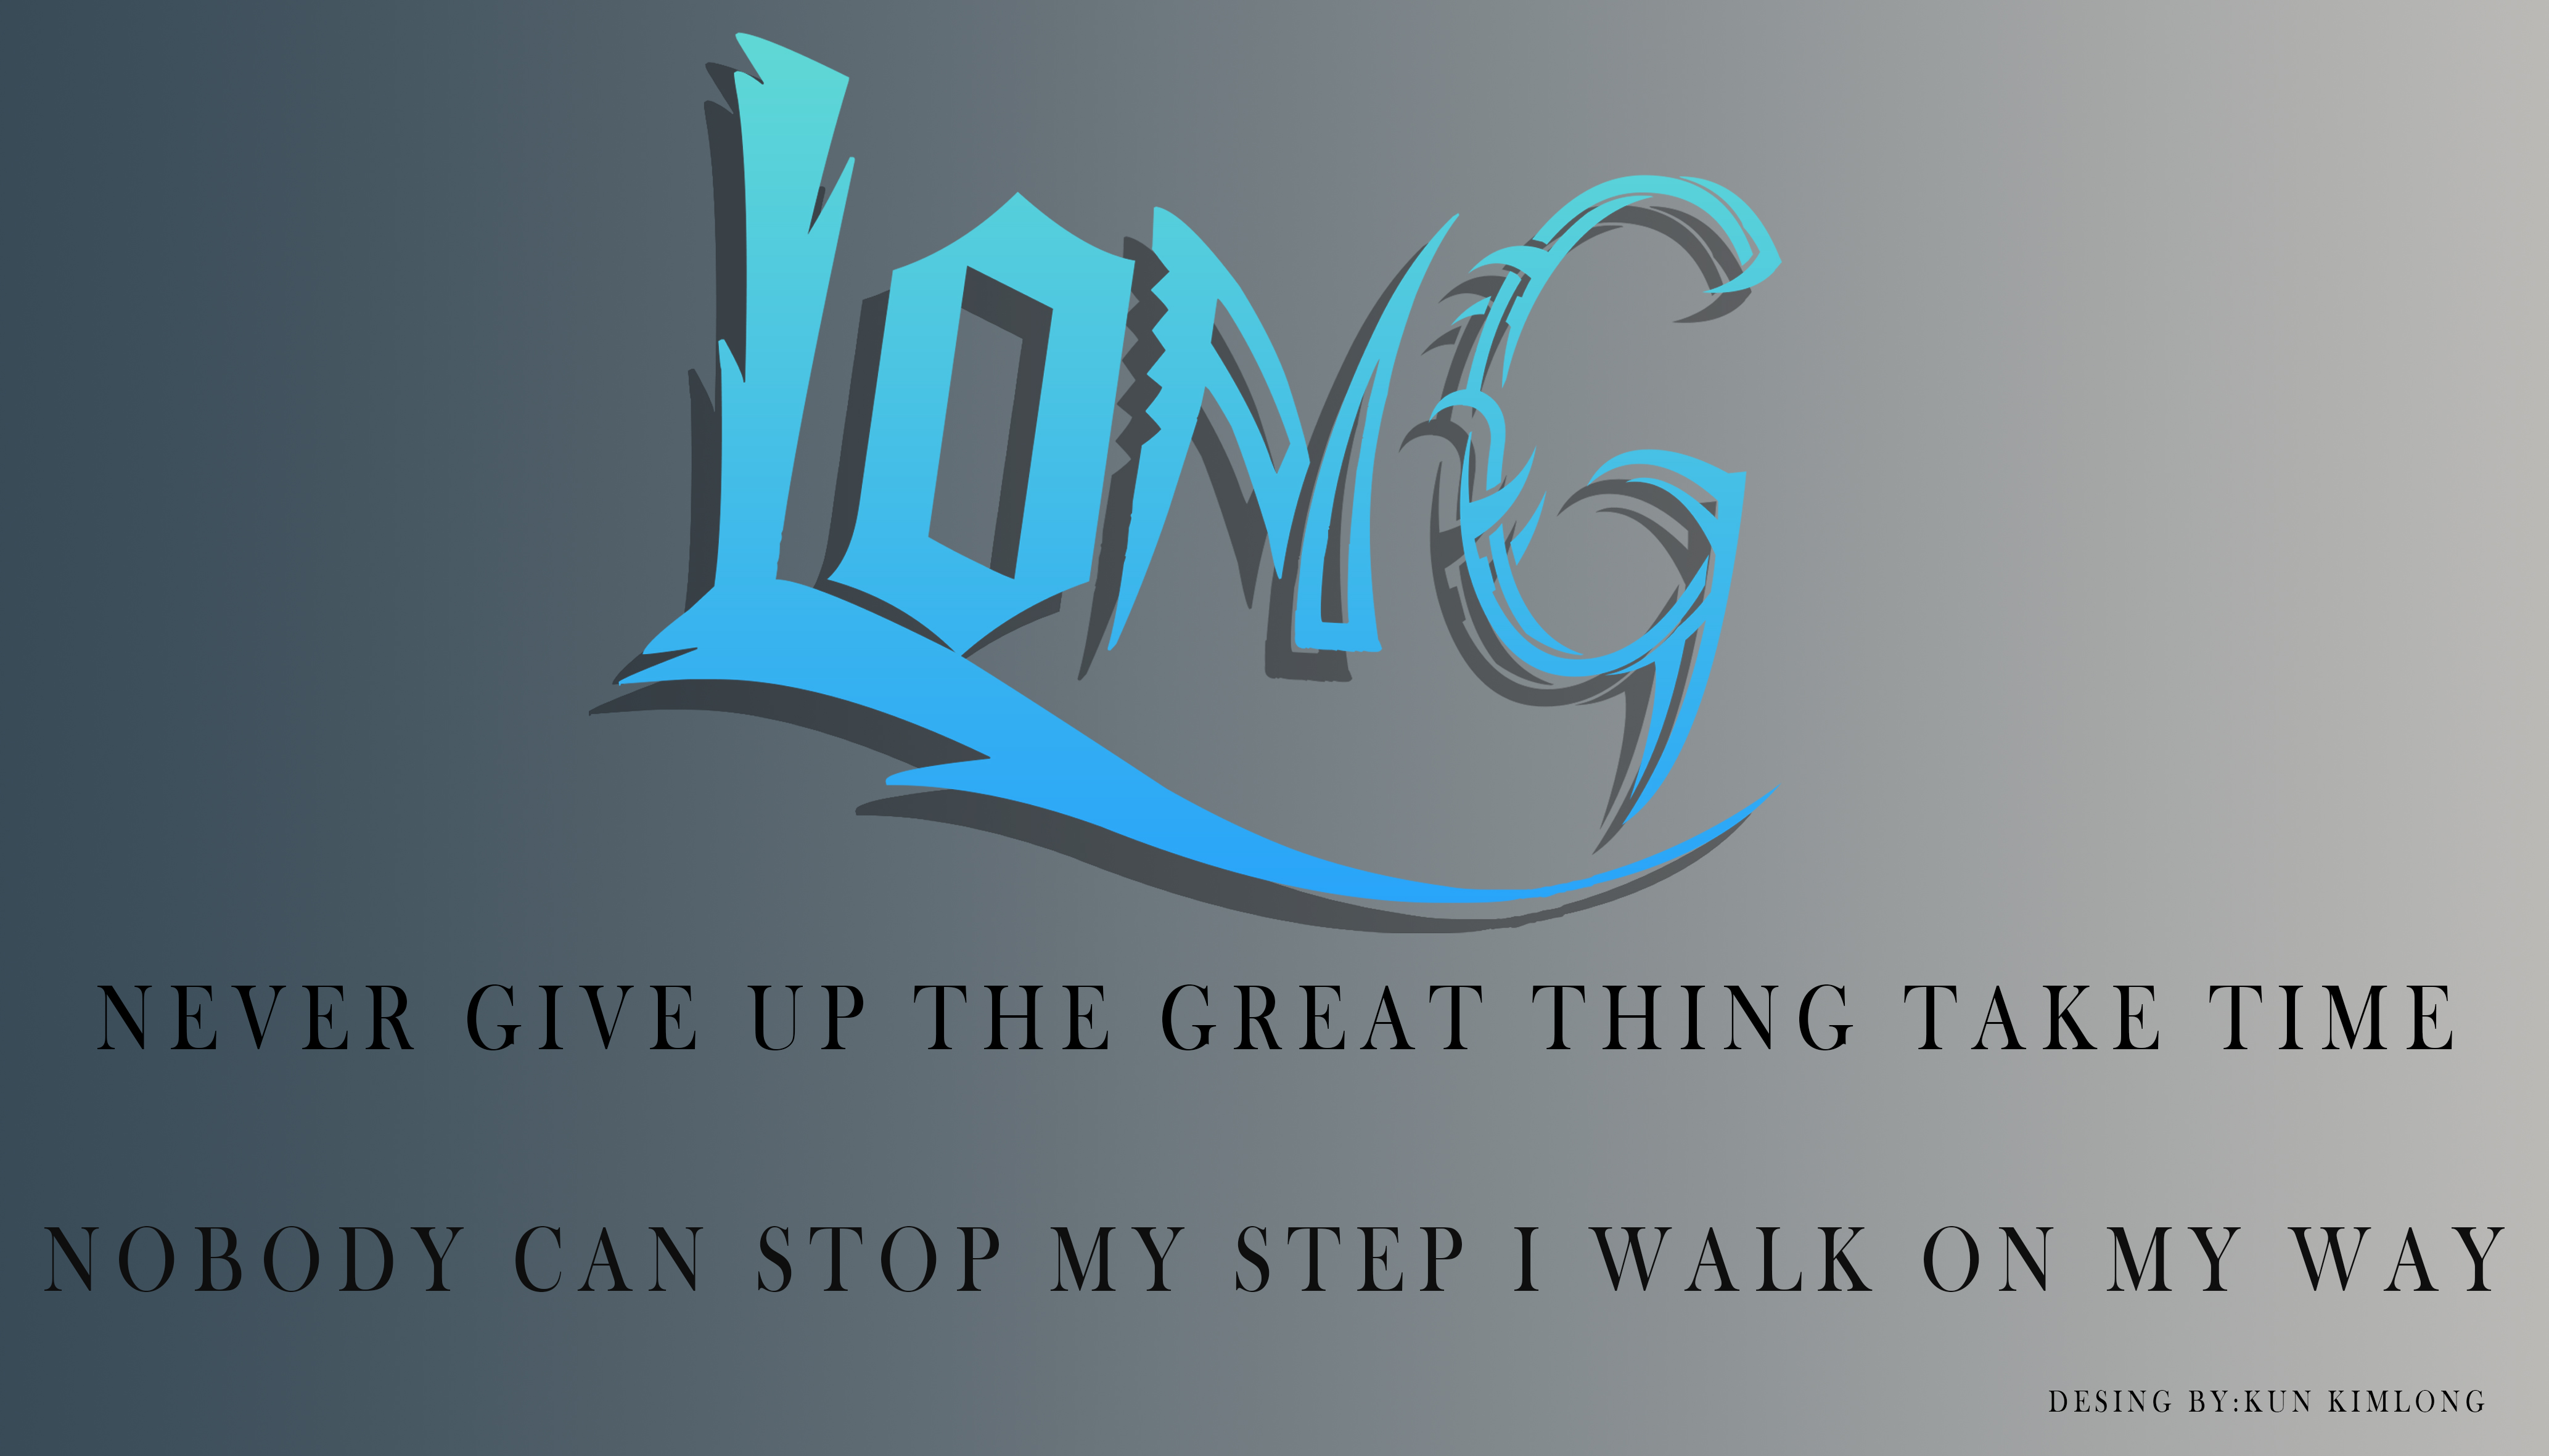 LONG
NEVER GIVE UP THE GREAT THING TAKE TIME
NOBODY CAN STOP MY STEP I WALK ON MY WAY
DESING BY:KUN KIMLONG